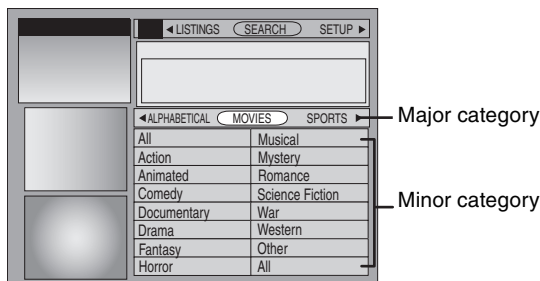 ◄LISTINGS SEARCH SETUP ►
◄ALPHABETICAL MOVIES SPORTS ►
Major category
All Musical
Action Mystery
Animated Romance
Comedy Science Fiction
Documentary War
Drama Western
Fantasy Other
Horror All
Minor category